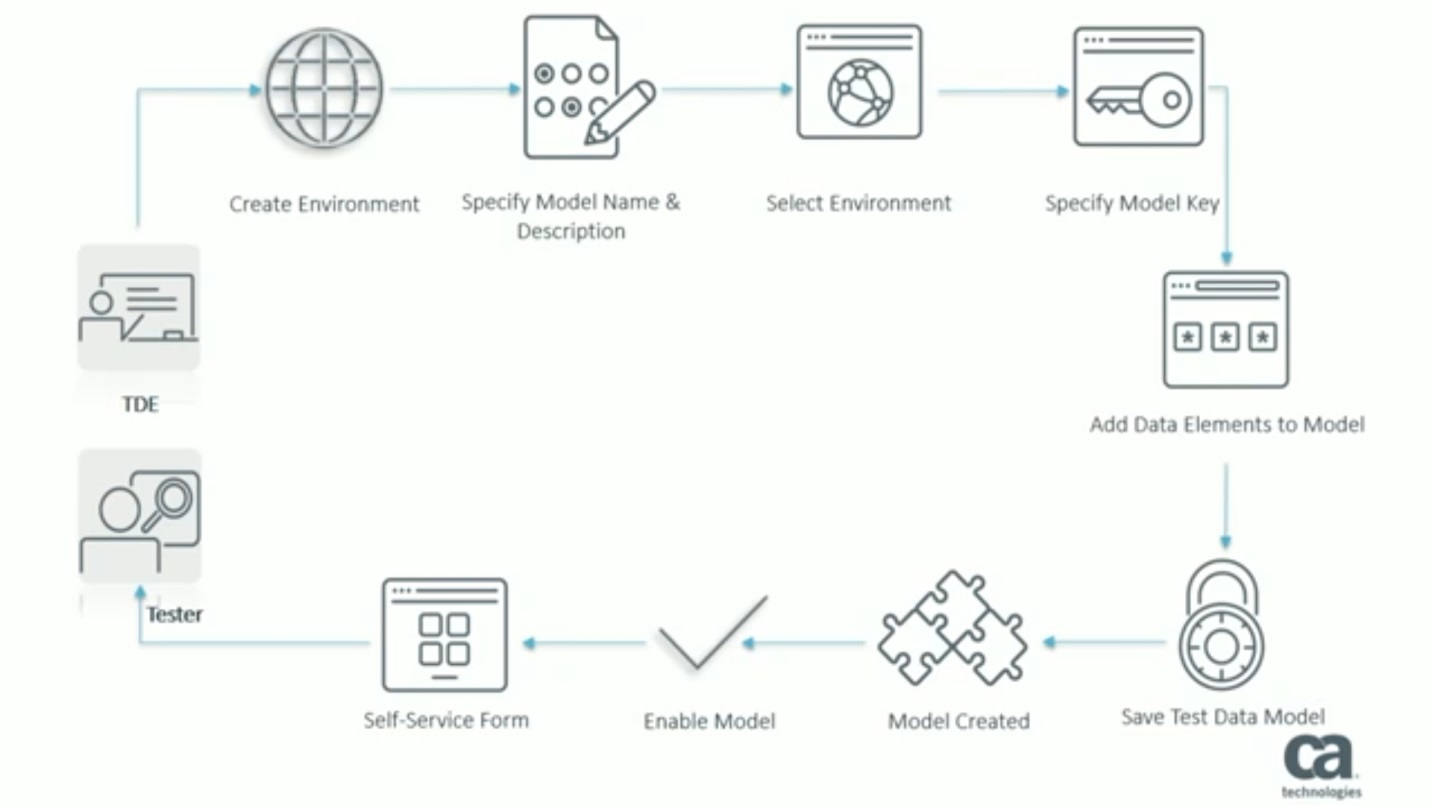 Create Environment
Specify Model Name &
Description
Select Environment
Specify Model Key
TDE
Add Data Elements to Model
Tester
Self-Service Form
Enable Model
Model Created
Save Test Data Model
ca
technologies